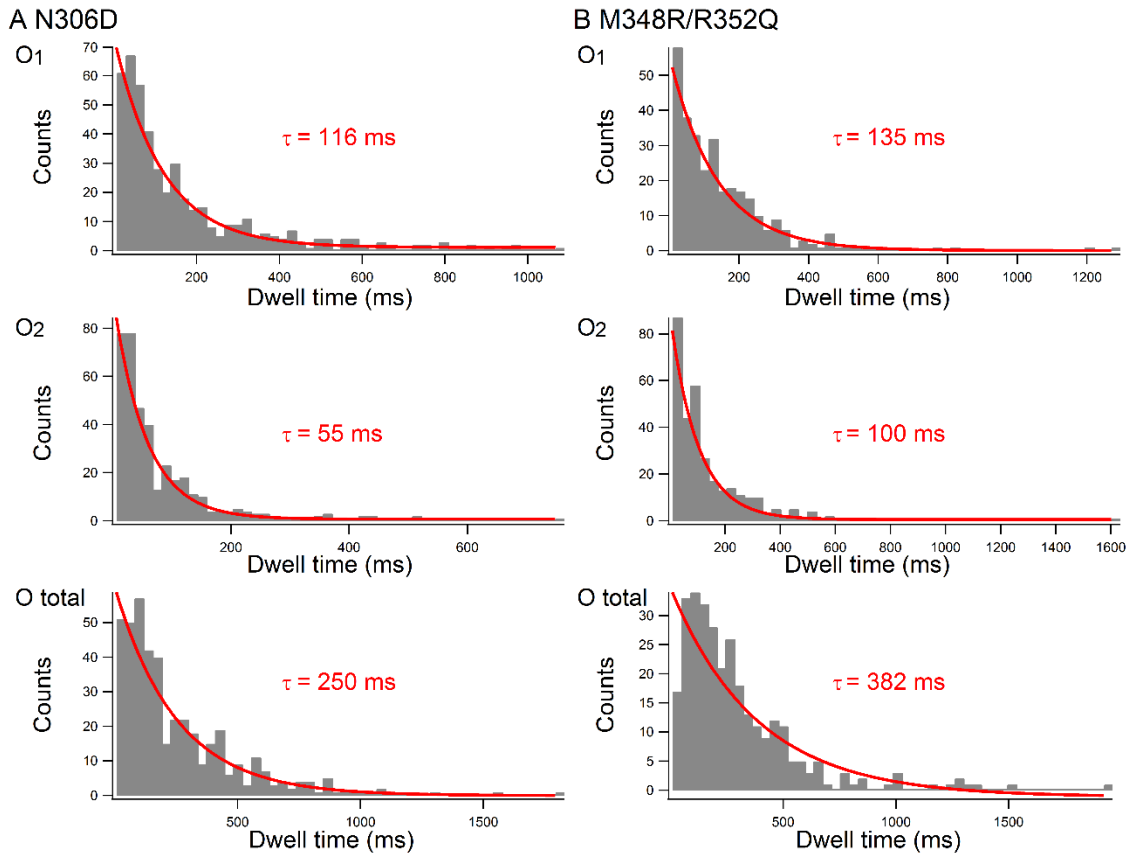 A N306D
O1
70
60
50
40
30
20
10
0
Counts
τ = 116 ms
200 400 600 800 1000
Dwell time (ms)
O2
80
60
40
20
0
Counts
τ = 55 ms
200 400 600
Dwell time (ms)
O total
50
40
30
20
10
0
Counts
τ = 250 ms
500 1000 1500
Dwell time (ms)
B M348R/R352Q
O1
50
40
30
20
10
0
Counts
τ = 135 ms
200 400 600 800 1000 1200
Dwell time (ms)
O2
80
60
40
20
0
Counts
τ = 100 ms
200 400 600 800 1000 1200 1400 1600
Dwell time (ms)
O total
30
25
20
15
10
5
0
Counts
τ = 382 ms
500 1000 1500
Dwell time (ms)